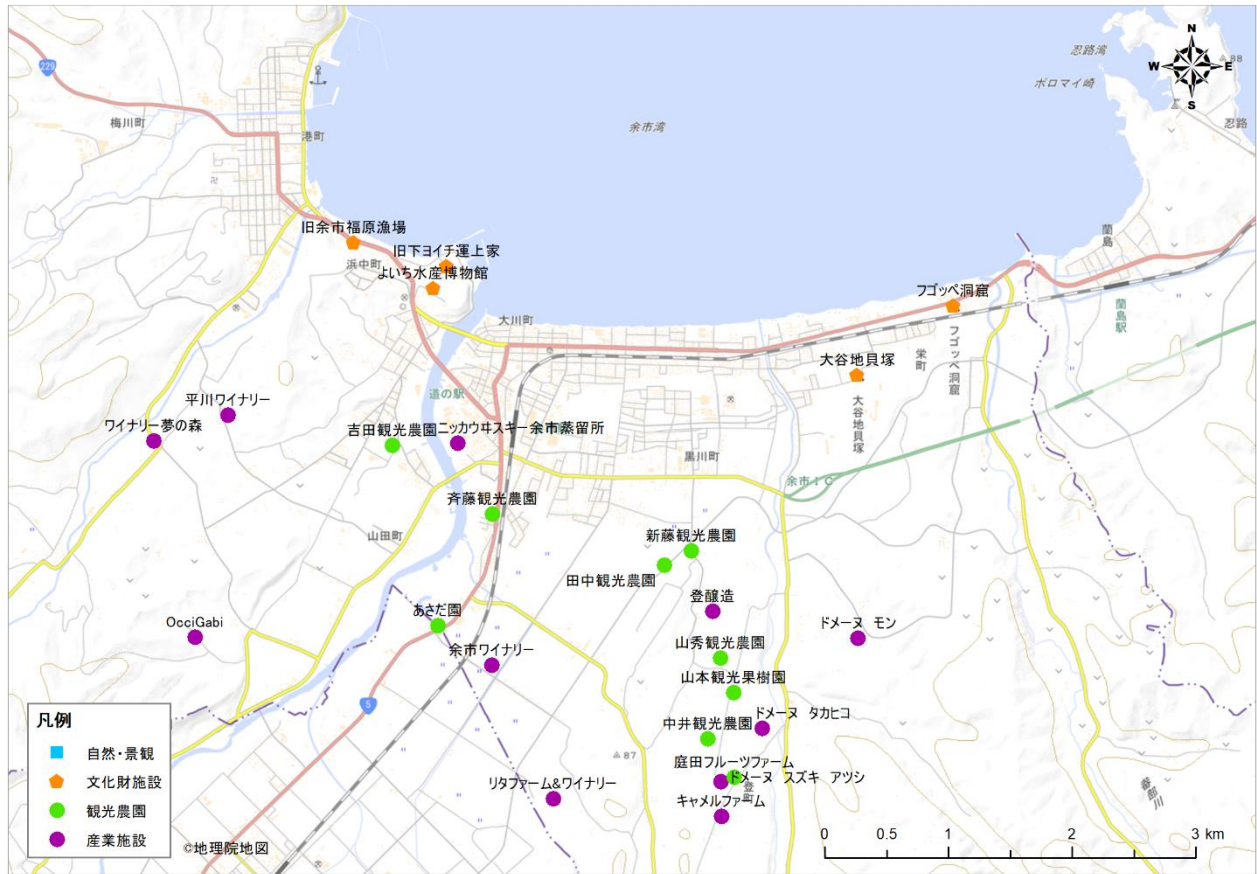 N
W
E
S
忍路湾
ポロマイ崎
88
忍路
229
梅川町
港町
余市湾
旧余市福原漁場
浜中町
旧下ヨイチ運上家
よいち水産博物館
蘭島
フゴッペ洞窟
蘭島駅
大川町
栄町
フゴッペ洞窟
大谷地貝塚
大谷地貝塚
道の駅
平川ワイナリー
ワイナリー夢の森
吉田観光農園
ニッカウヰスキー余市蒸留所
黒川町
余市IC
斉藤観光農園
山田町
新藤観光農園
田中観光農園
登醸造
あさだ園
OcciGabi
ドメーヌ モン
余市ワイナリー
山秀観光農園
山本観光果樹園
5
ドメーヌ タカヒコ
中井観光農園
87
庭田フルーツファーム
ドメーヌ スズキ アツシ
登町
リタファーム&ワイナリー
キャメルファーム
凡例
自然・景観
文化財施設
観光農園
産業施設
©地理院地図
0 0.5 1 2 3 km